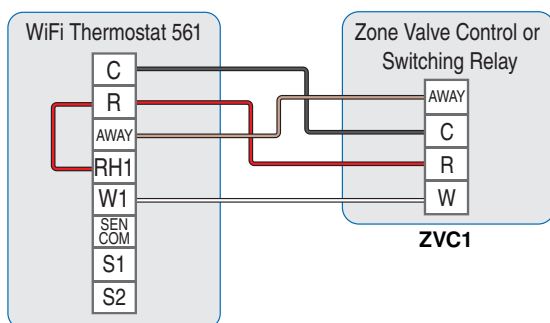 WiFi Thermostat 561
C
R
AWAY
RH1
W1
SEN
COM
S1
S2
Zone Valve Control or
Switching Relay
AWAY
C
R
W
ZVC1